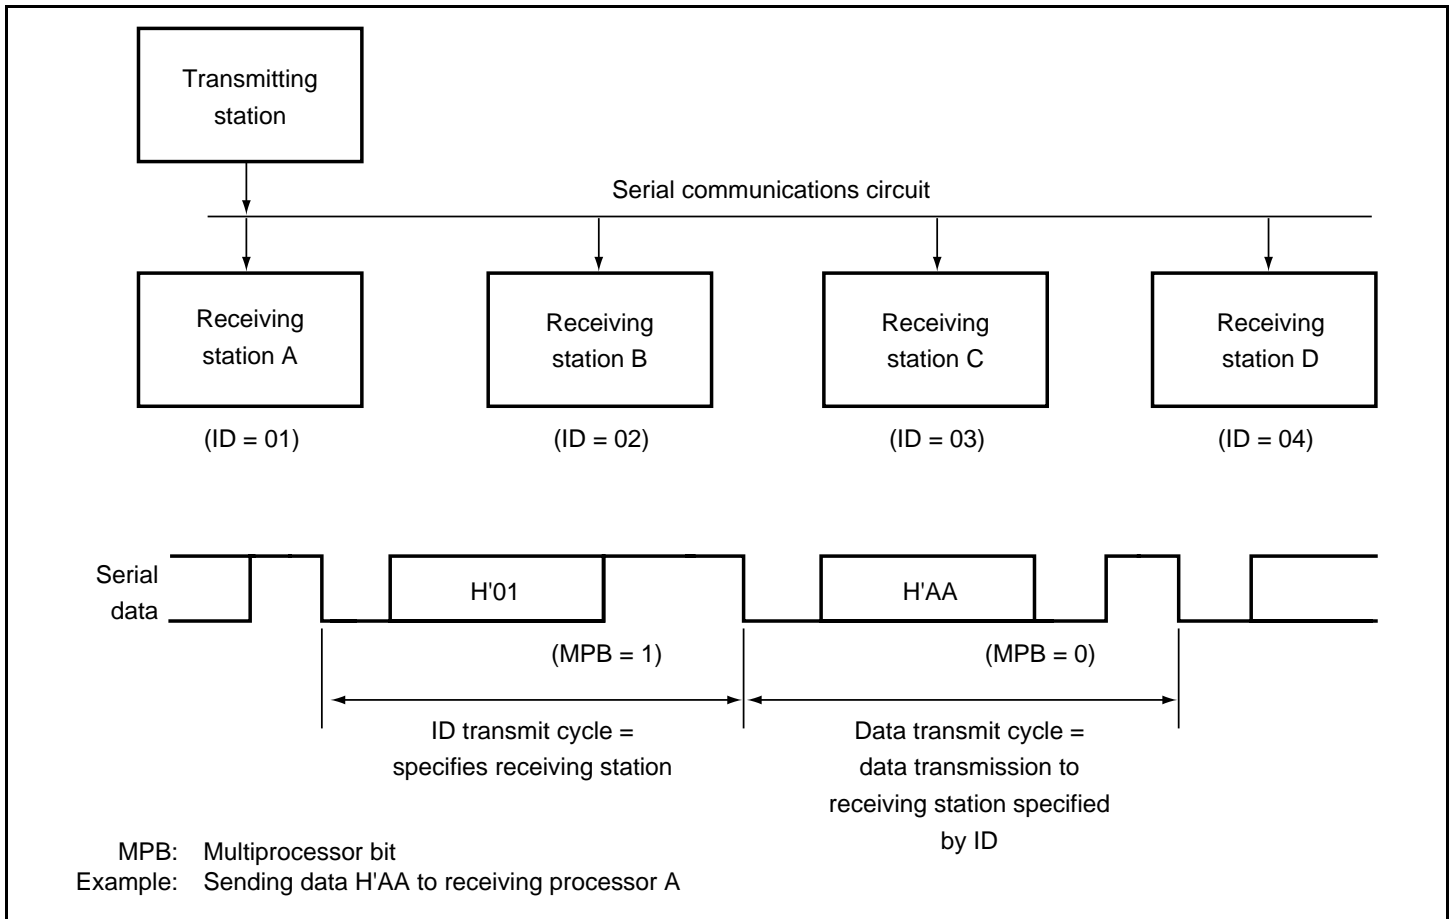 Transmitting
station
Serial communications circuit
Receiving
station A
Receiving
station B
Receiving
station C
Receiving
station D
(ID = 01)
(ID = 02)
(ID = 03)
(ID = 04)
Serial
data
H'01
H'AA
(MPB = 1)
(MPB = 0)
ID transmit cycle =
specifies receiving station
Data transmit cycle =
data transmission to
receiving station specified
by ID
MPB: Multiprocessor bit
Example: Sending data H'AA to receiving processor A